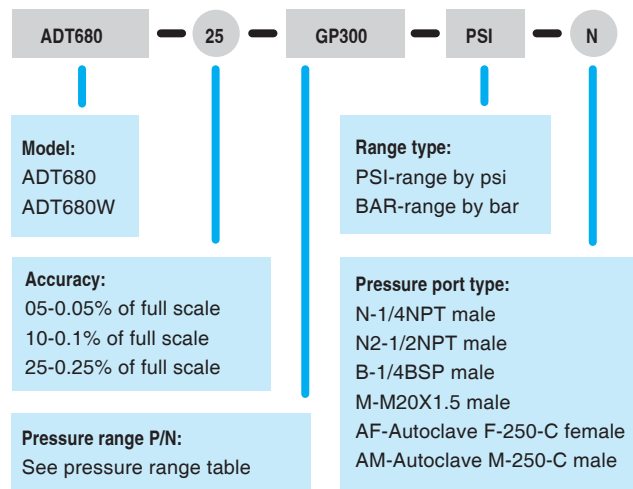 ADT680 25 GP300 PSI N
Model:
ADT680
ADT680W
Range type:
PSI-range by psi
BAR-range by bar
Accuracy:
05-0.05% of full scale
10-0.1% of full scale
25-0.25% of full scale
Pressure port type:
N-1/4NPT male
N2-1/2NPT male
B-1/4BSP male
M-M20X1.5 male
AF-Autoclave F-250-C female
AM-Autoclave M-250-C male
Pressure range P/N:
See pressure range table